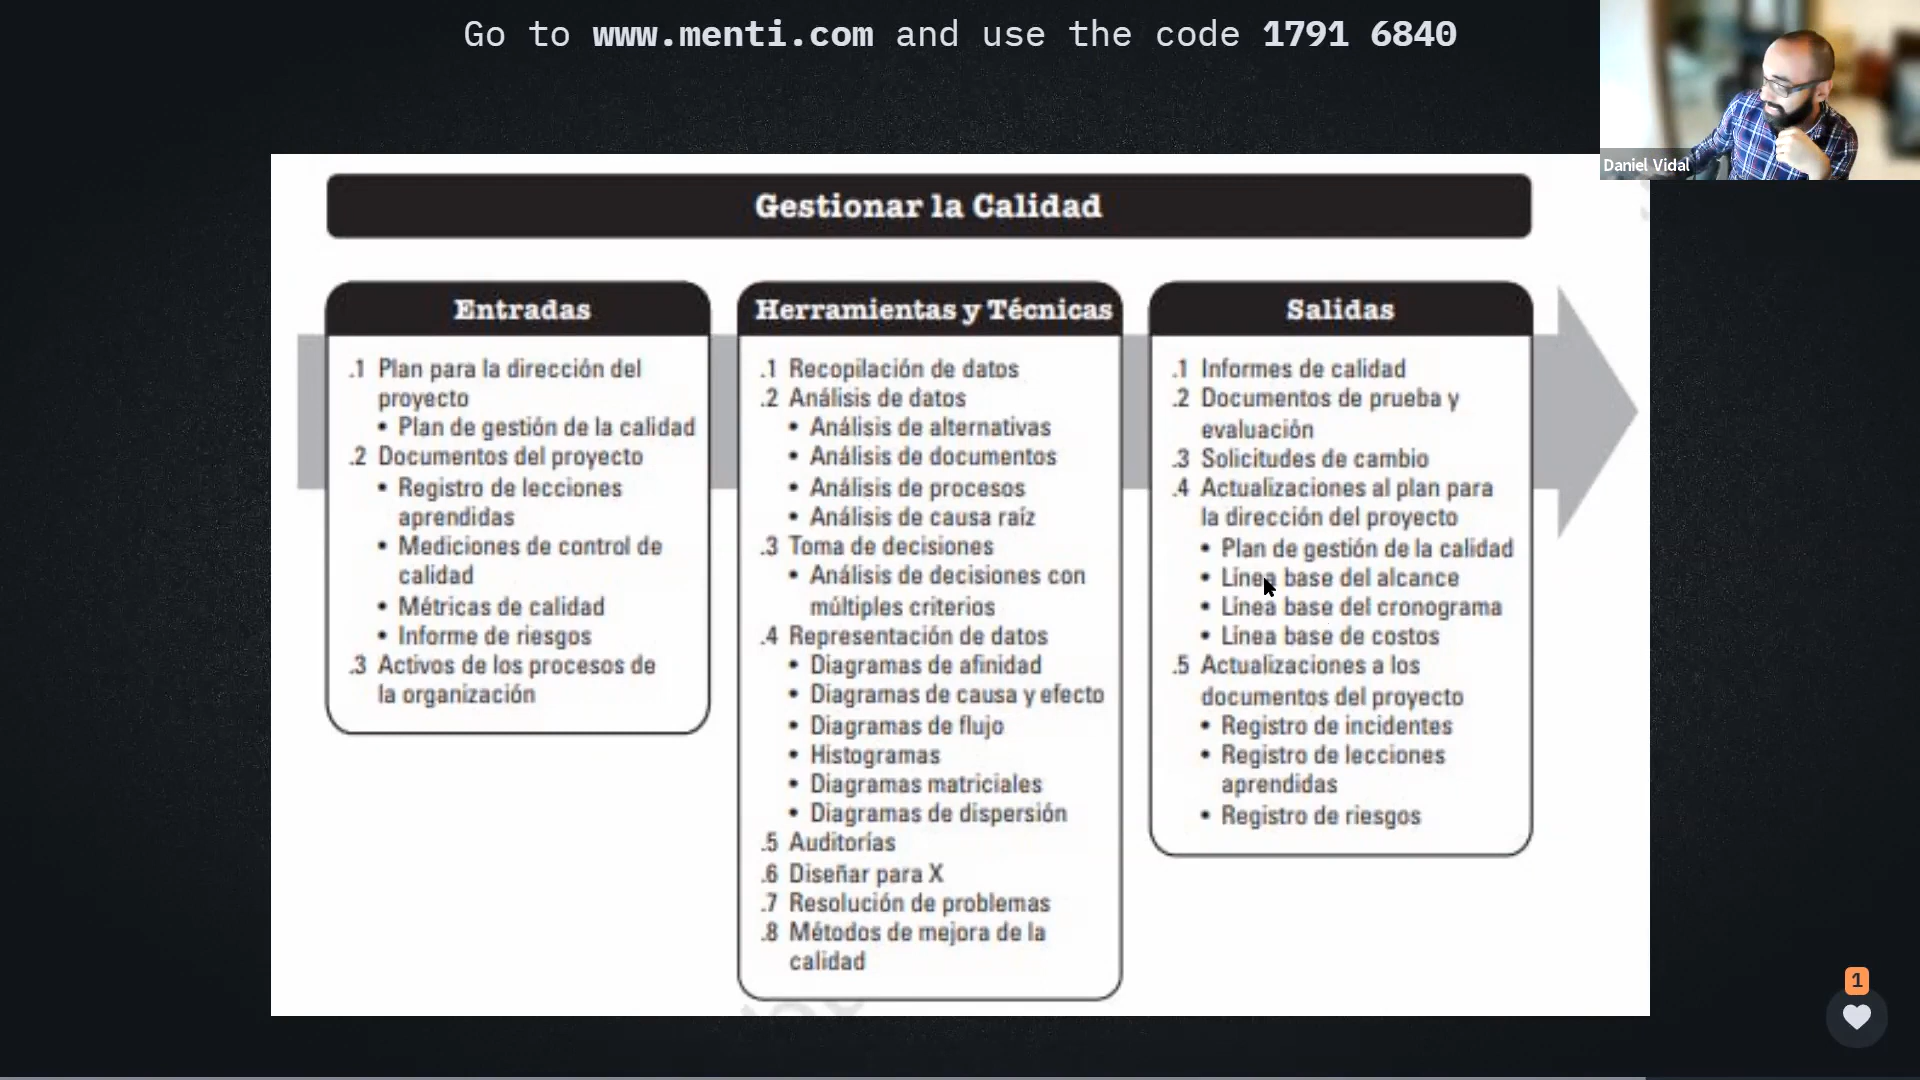 Go to www.menti.com and use the code 1791 6840
Daniel Vidal
Gestionar la Calidad
Entradas
.1 Plan para la dirección del
proyecto
• Plan de gestión de la calidad
.2 Documentos del proyecto
• Registro de lecciones
aprendidas
• Mediciones de control de
calidad
• Métricas de calidad
• Informe de riesgos
.3 Activos de los procesos de
la organización
Herramientas y Técnicas
.1 Recopilación de datos
.2 Análisis de datos
• Análisis de alternativas
• Análisis de documentos
• Análisis de procesos
• Análisis de causa raíz
.3 Toma de decisiones
• Análisis de decisiones con
múltiples criterios
.4 Representación de datos
• Diagramas de afinidad
• Diagramas de causa y efecto
• Diagramas de flujo
• Histogramas
• Diagramas matriciales
• Diagramas de dispersión
.5 Auditorías
.6 Diseñar para X
.7 Resolución de problemas
.8 Métodos de mejora de la
calidad
Salidas
.1 Informes de calidad
.2 Documentos de prueba y
evaluación
.3 Solicitudes de cambio
.4 Actualizaciones al plan para
la dirección del proyecto
• Plan de gestión de la calidad
• Línea base del alcance
• Línea base del cronograma
• Línea base de costos
.5 Actualizaciones a los
documentos del proyecto
• Registro de incidentes
• Registro de lecciones
aprendidas
• Registro de riesgos
1